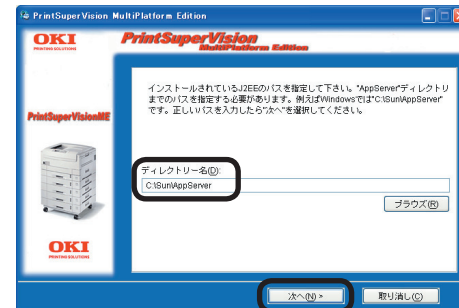 PrintSuperVision MultiPlatform Edition
OKI
PRINTING SOLUTIONS
PrintSuperVision
MultiPlatform Edition
インストールされているJ2EEのパスを指定して下さい。"AppServer"ディレクトリ
までのパスを指定する必要があります。例えばWindowsでは"C:\Sun\AppServer"
です。正しいパスを入力したら"次へ"を選択してください。
PrintSuperVisionME
ディレクトリー名(D):
C:\Sun\AppServer
ブラウズ(R)
OKI
PRINTING SOLUTIONS
次へ(N) >
取り消し(C)